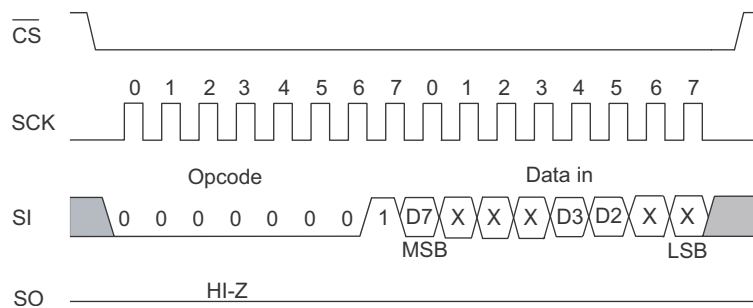 CS
0 1 2 3 4 5 6 7 0 1 2 3 4 5 6 7
SCK
Opcode Data in
SI 0 0 0 0 0 0 0 1 D7 X X X D3 D2 X X
MSB LSB
HI-Z
SO